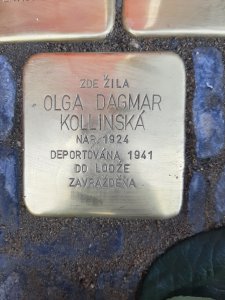 ZDE ŽILA
OLGA DAGMAR
KOLLINSKÁ
NAR. 1924
DEPORTOVÁNA 1941
DO LODŽE
ZAVRAŽDĚNA